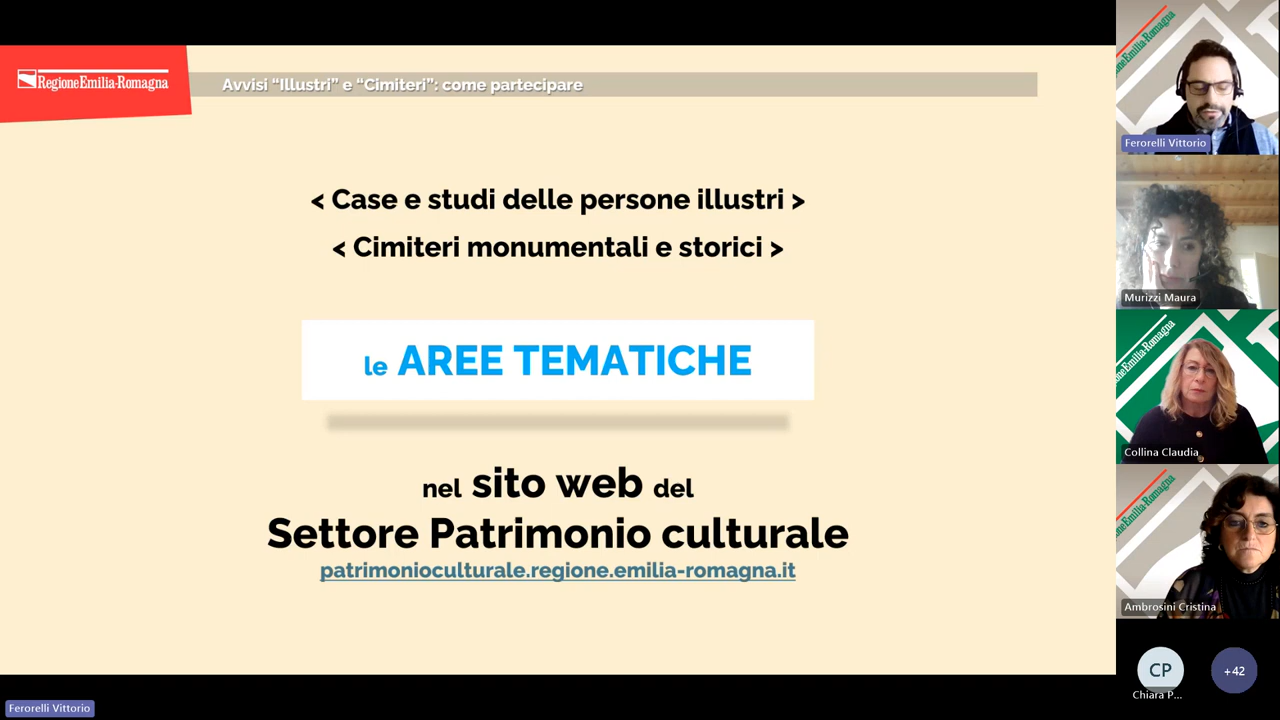 RegioneEmilia-Romagna
Avvisi “Illustri” e “Cimiteri”: come partecipare
< Case e studi delle persone illustri >
< Cimiteri monumentali e storici >
le AREE TEMATICHE
nel sito web del
Settore Patrimonio culturale
patrimonioculturale.regione.emilia-romagna.it
Ferorelli Vittorio
Murizzi Maura
Collina Claudia
Ambrosini Cristina
CP
Chiara P...
+42
Ferorelli Vittorio